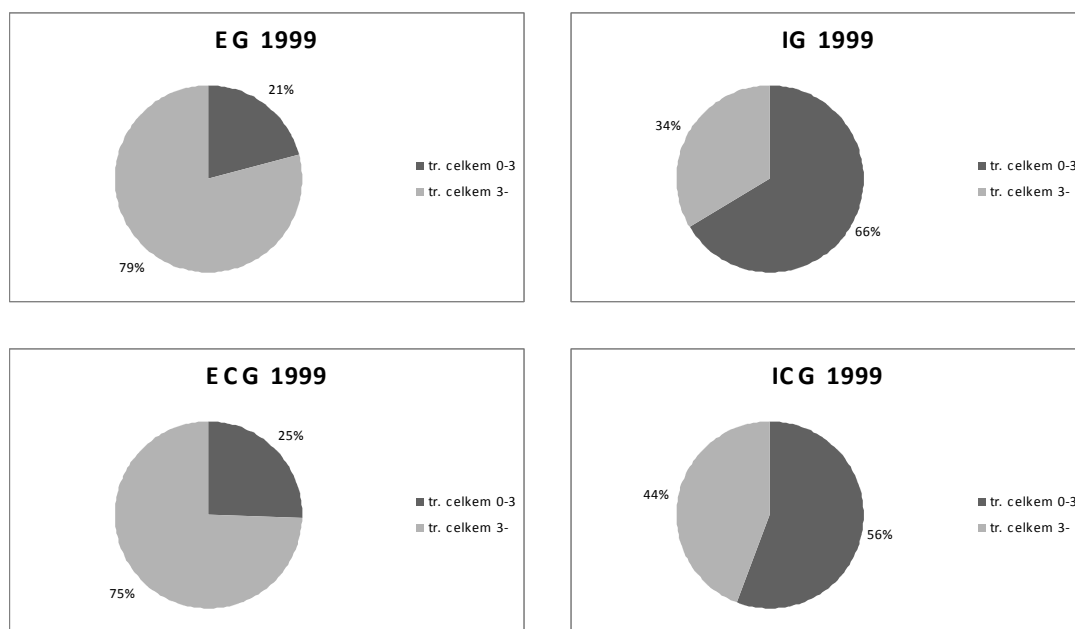 EG 1999
21%
79%
tr. celkem 0-3
tr. celkem 3-
IG 1999
34%
66%
tr. celkem 0-3
tr. celkem 3-
ECG 1999
25%
75%
tr. celkem 0-3
tr. celkem 3-
ICG 1999
44%
56%
tr. celkem 0-3
tr. celkem 3-